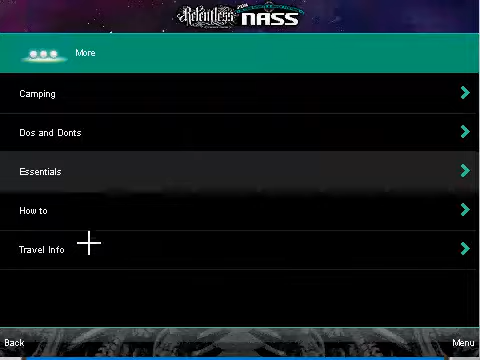 Relentless NASS
More
Camping
Dos and Donts
Essentials
How to
Travel Info
Back Menu